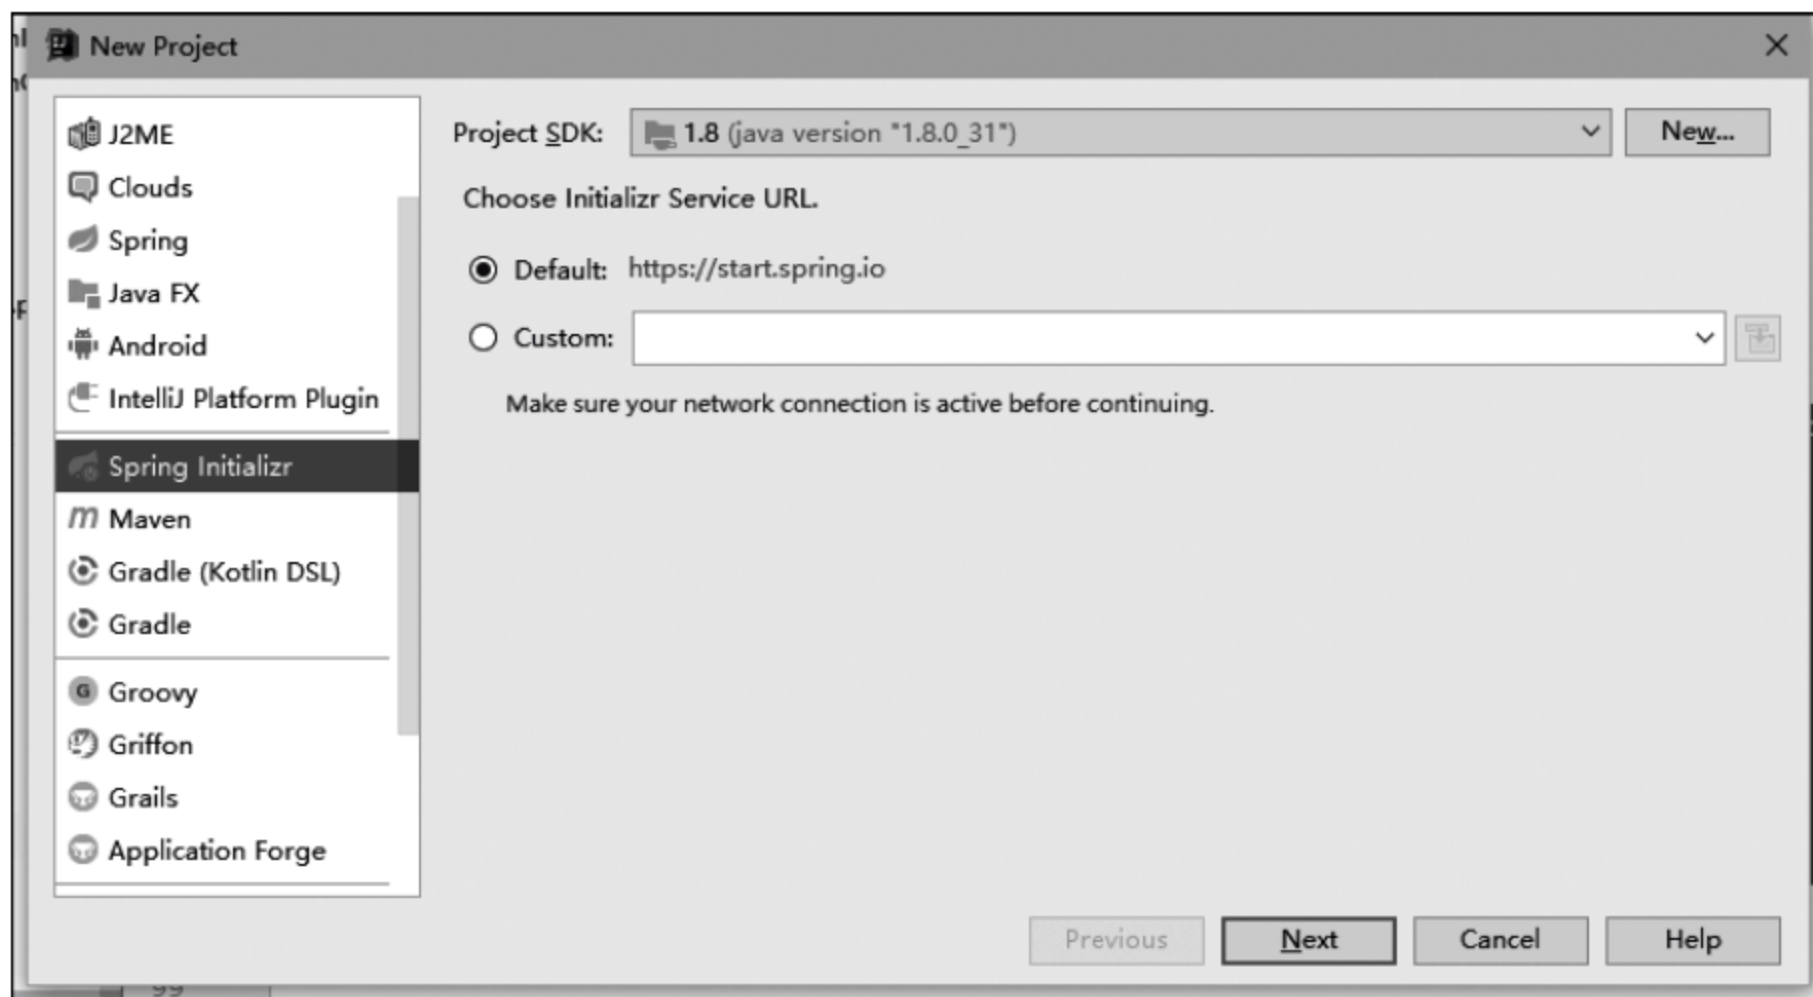 New Project
J2ME
Clouds
Spring
Java FX
Android
IntelliJ Platform Plugin
Spring Initializr
Maven
Gradle (Kotlin DSL)
Gradle
Groovy
Griffon
Grails
Application Forge
Project SDK: 1.8 (java version "1.8.0_31") New...
Choose Initializr Service URL.
Default: https://start.spring.io
Custom:
Make sure your network connection is active before continuing.
Previous Next Cancel Help